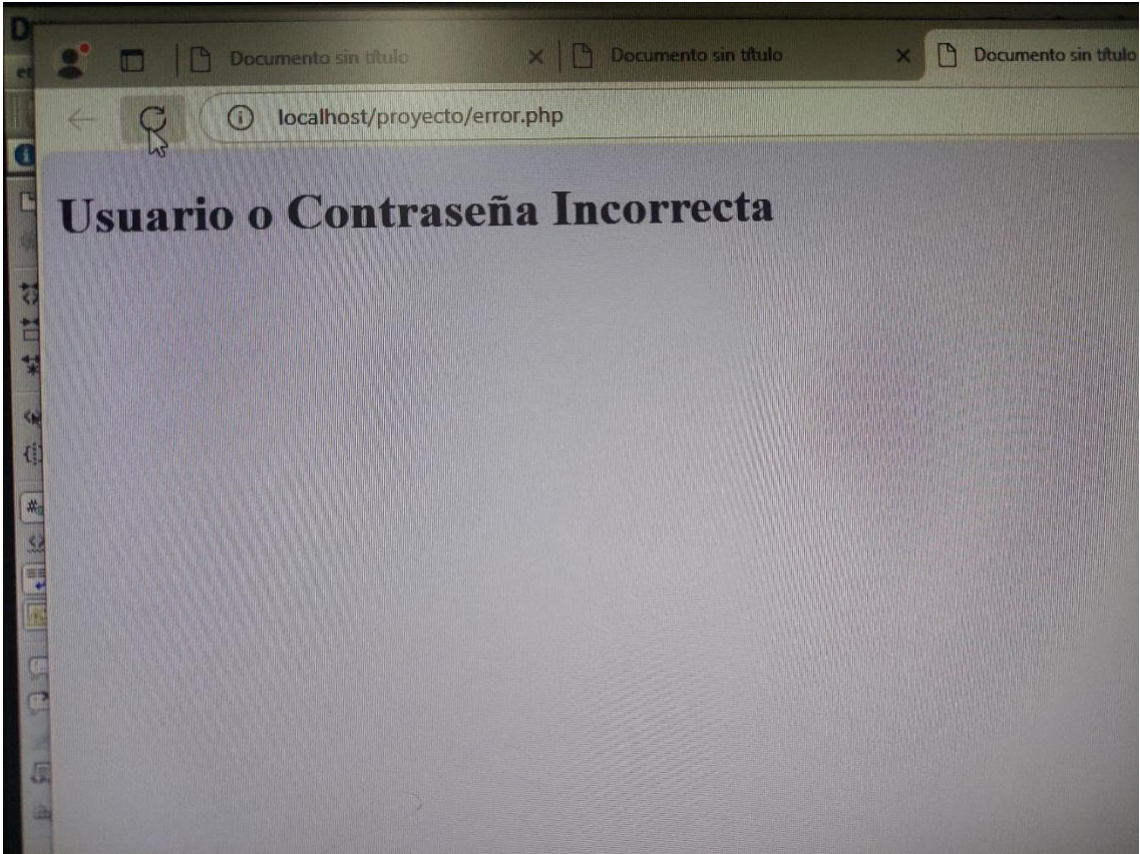 D
Documento sin título
Documento sin título
Documento sin título
localhost/proyecto/error.php
Usuario o Contraseña Incorrecta